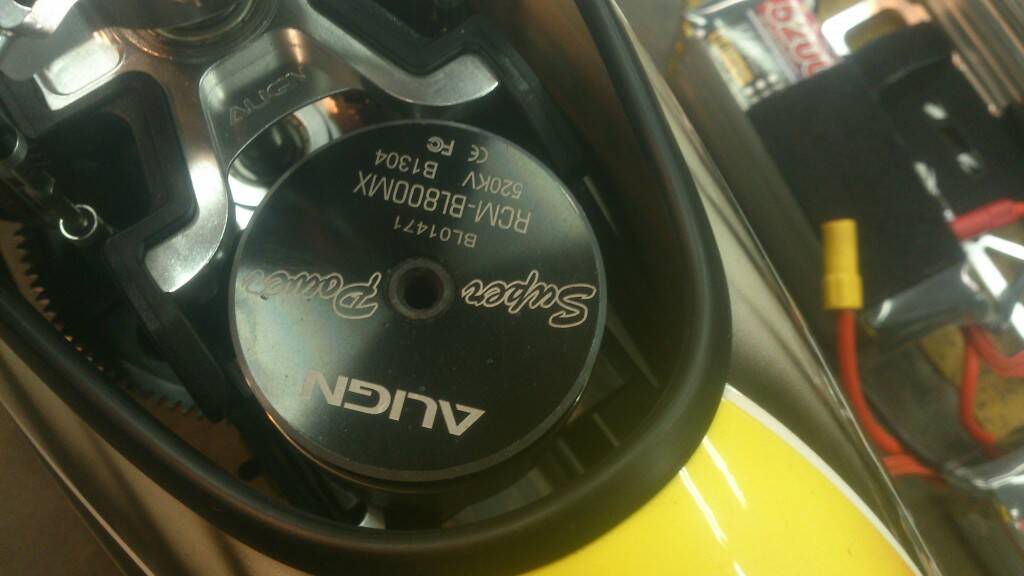 ALIGN
ALIGN
Super Power
BL01471
RCM-BL800MX
520KV B1304
CE FC